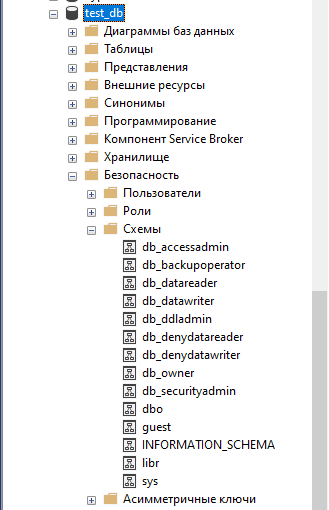 test_db
Диаграммы баз данных
Таблицы
Представления
Внешние ресурсы
Синонимы
Программирование
Компонент Service Broker
Хранилище
Безопасность
Пользователи
Роли
Схемы
db_accessadmin
db_backupoperator
db_datareader
db_datawriter
db_ddladmin
db_denydatareader
db_denydatawriter
db_owner
db_securityadmin
dbo
guest
INFORMATION_SCHEMA
libr
sys
Асимметричные ключи